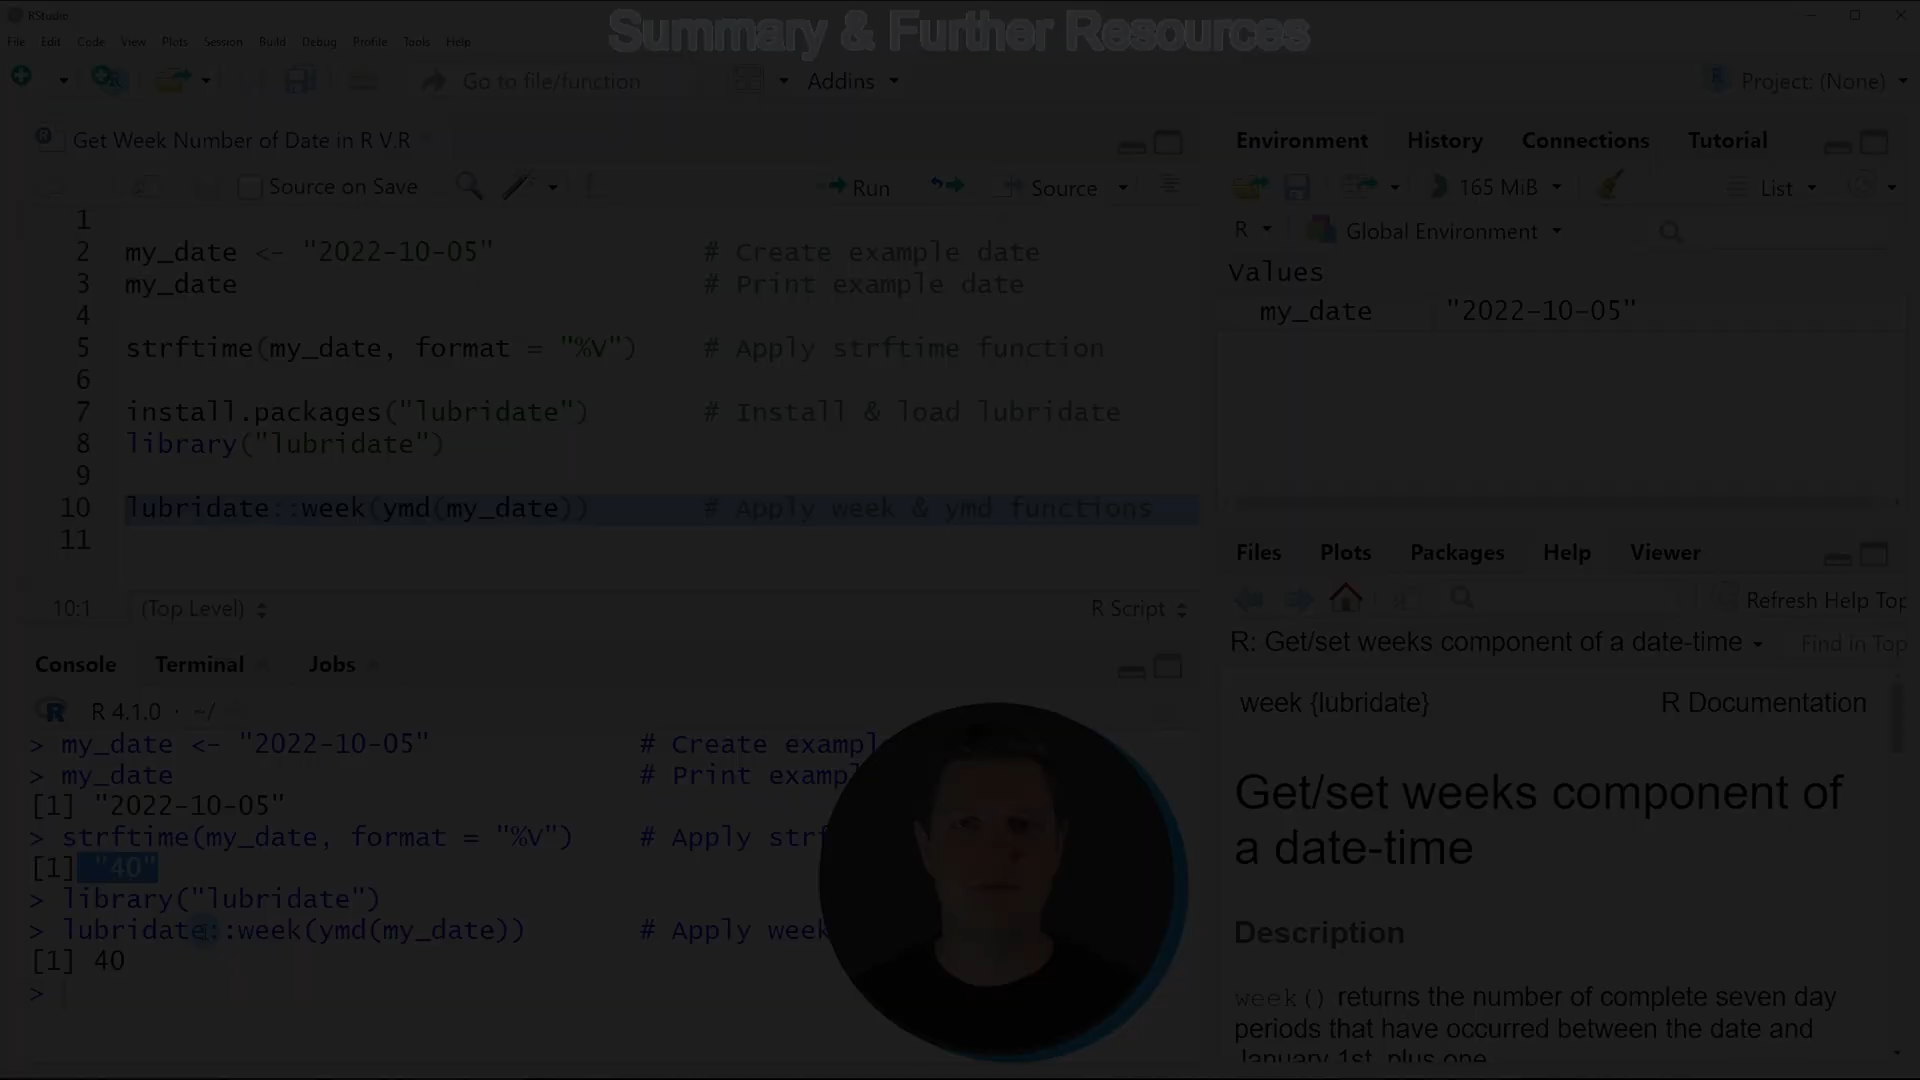 RStudio
Summary & Further Resources
File Edit Code View Plots Session Build Debug Profile Tools Help
Go to file/function Addins Project: (None)
Get Week Number of Date in R V.R
Source on Save Run Source
1
2 my_date <- "2022-10-05" # Create example date
3 my_date # Print example date
4
5 strftime(my_date, format = "%V") # Apply strftime function
6
7 install.packages("lubridate") # Install & load lubridate
8 library("lubridate")
9
10 lubridate::week(ymd(my_date)) # Apply week & ymd functions
11
10:1 (Top Level) R Script
Console Terminal Jobs
R 4.1.0 · ~/
> my_date <- "2022-10-05" # Create exampl
> my_date # Print exampl
[1] "2022-10-05"
> strftime(my_date, format = "%V") # Apply strf
[1] "40"
> library("lubridate")
> lubridate::week(ymd(my_date)) # Apply week
[1] 40
>
Environment History Connections Tutorial
165 MiB List
R Global Environment
Values
my_date "2022-10-05"
Files Plots Packages Help Viewer
Refresh Help Top
R: Get/set weeks component of a date-time Find in Top
week {lubridate} R Documentation
Get/set weeks component of
a date-time
Description
week() returns the number of complete seven day
periods that have occurred between the date and
January 1st, plus one